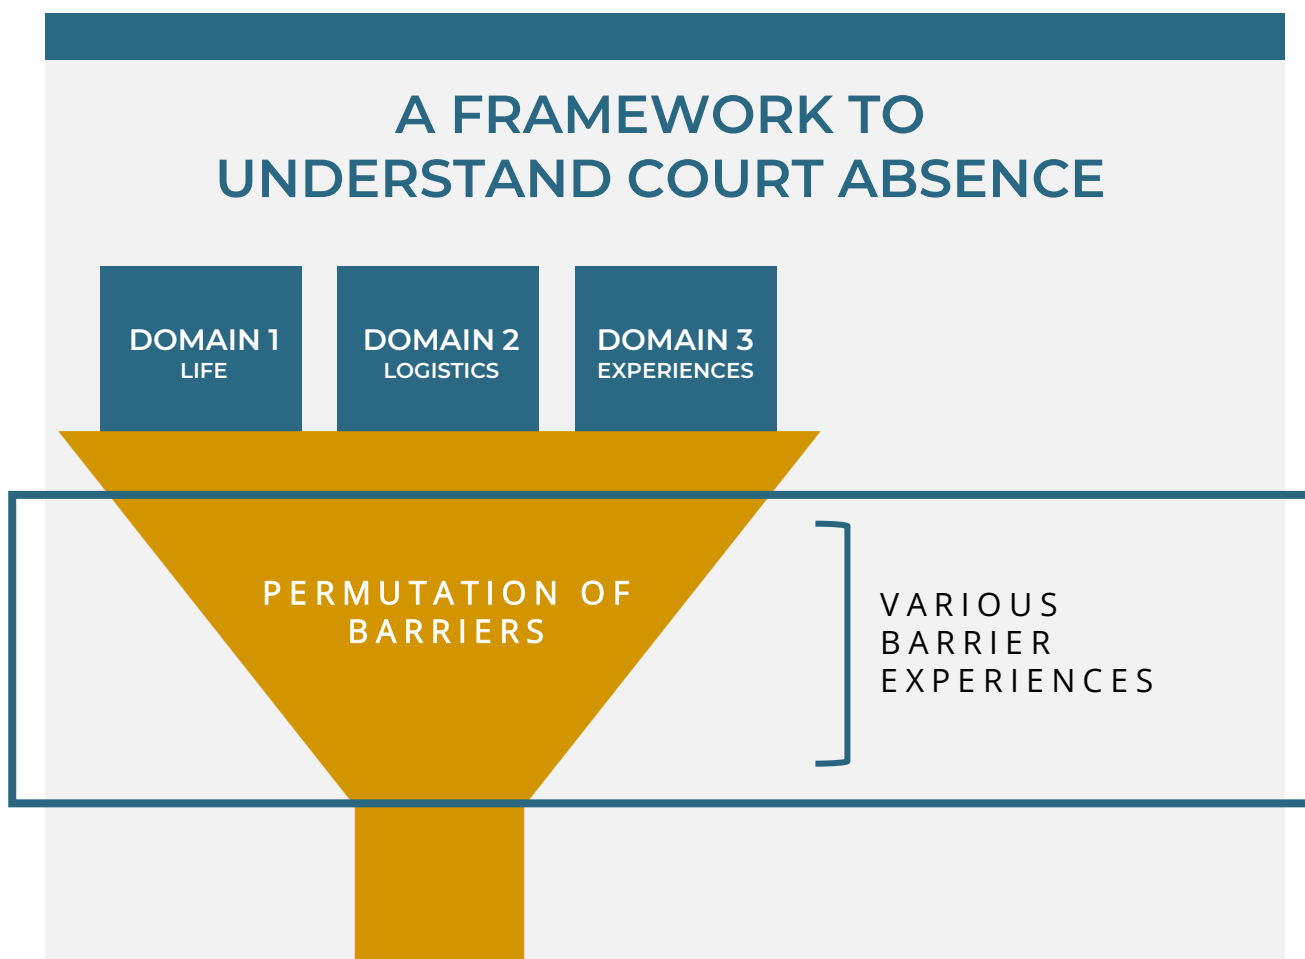 A FRAMEWORK TO
UNDERSTAND COURT ABSENCE
DOMAIN 1
LIFE
DOMAIN 2
LOGISTICS
DOMAIN 3
EXPERIENCES
PERMUTATION OF
BARRIERS
VARIOUS
BARRIER
EXPERIENCES